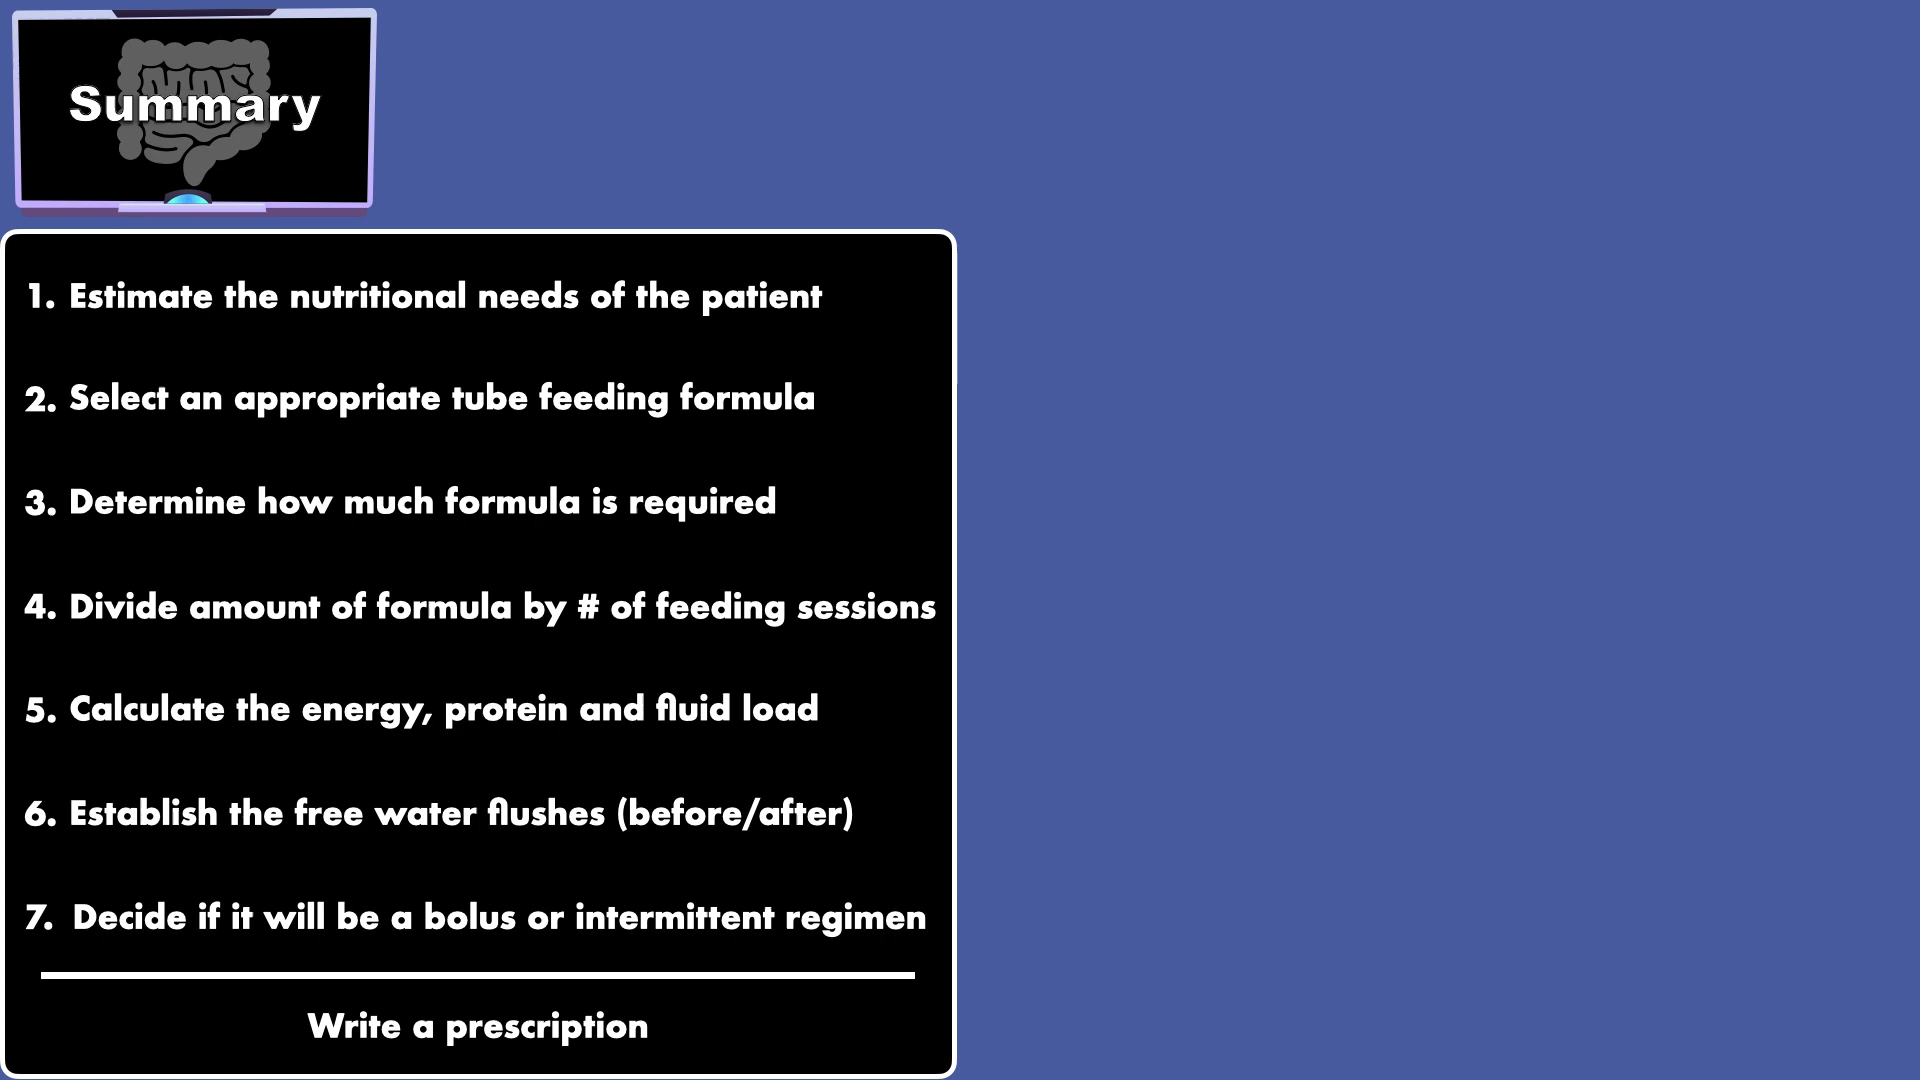 Summary
1. Estimate the nutritional needs of the patient
2. Select an appropriate tube feeding formula
3. Determine how much formula is required
4. Divide amount of formula by # of feeding sessions
5. Calculate the energy, protein and fluid load
6. Establish the free water flushes (before/after)
7. Decide if it will be a bolus or intermittent regimen
Write a prescription